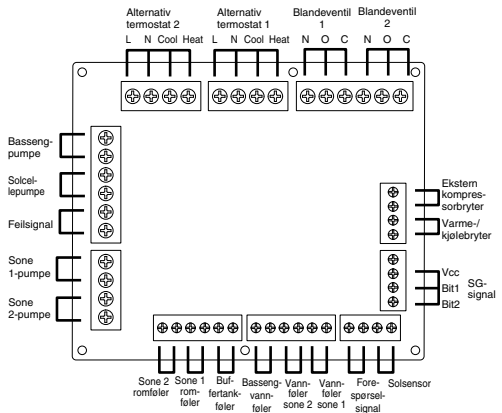 Alternativ
termostat 2
Alternativ
termostat 1
Blandeventil
1
Blandeventil
2
L N Cool Heat
L N Cool Heat
N O C
N O C
Basseng-
pumpe
Solcel-
lepumpe
Feilsignal
Sone
1-pumpe
Sone
2-pumpe
Ekstern
kompres-
sorbryter
Varme-/
kjølebryter
Vcc
Bit1
Bit2
SG-
signal
Sone 2
romføler
Sone 1
rom-
føler
Buf-
fertank-
føler
Basseng-
vann-
føler
Vann-
føler
sone 2
Vann-
føler
sone 1
Fore-
spørsel-
signal
Solsensor